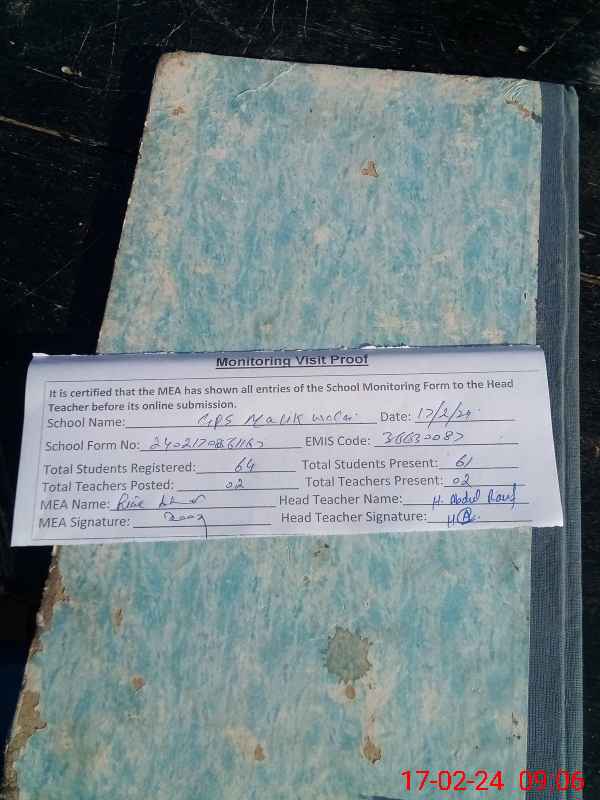 Monitoring Visit Proof
It is certified that the MEA has shown all entries of the School Monitoring Form to the Head
Teacher before its online submission.
School Name: GPS Malik Date: 17/2/24
School Form No: EMIS Code: 36630087
Total Students Registered: 64 Total Students Present: 61
Total Teachers Posted: 02 Total Teachers Present: 02
MEA Name: Head Teacher Name: H. Abdul Rauf
MEA Signature: Head Teacher Signature:
17-02-24 09:06